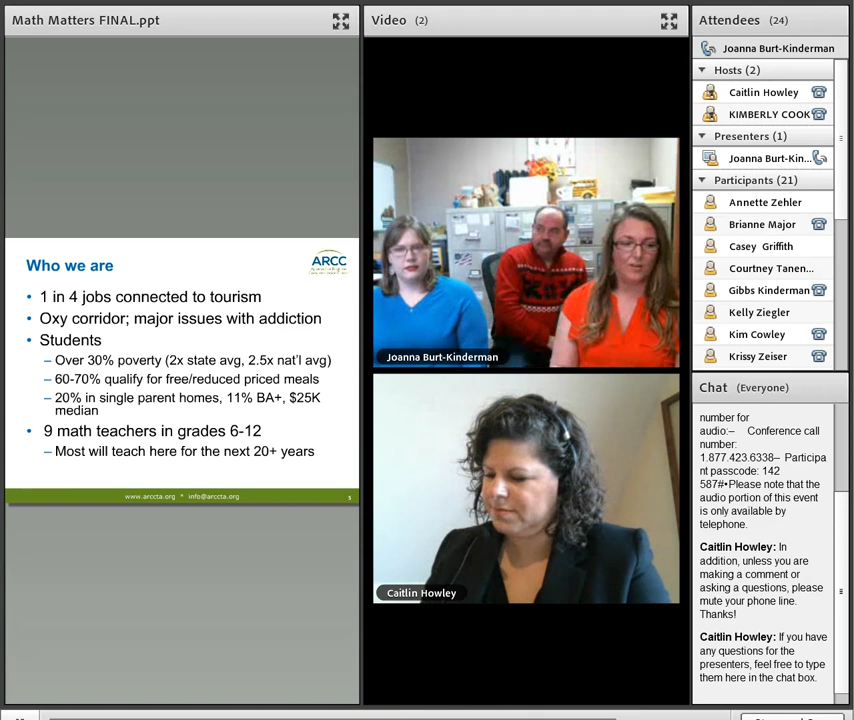 Math Matters FINAL.ppt
Who we are
ARCC
• 1 in 4 jobs connected to tourism
• Oxy corridor; major issues with addiction
• Students
– Over 30% poverty (2x state avg, 2.5x nat'l avg)
– 60-70% qualify for free/reduced priced meals
– 20% in single parent homes, 11% BA+, $25K
median
• 9 math teachers in grades 6-12
– Most will teach here for the next 20+ years
www.arccta.org * info@arccta.org
Video (2)
Joanna Burt-Kinderman
Caitlin Howley
Attendees (24)
Joanna Burt-Kinderman
Hosts (2)
Caitlin Howley
KIMBERLY COOK
Presenters (1)
Joanna Burt-Kin...
Participants (21)
Annette Zehler
Brianne Major
Casey Griffith
Courtney Tanen...
Gibbs Kinderman
Kelly Ziegler
Kim Cowley
Krissy Zeiser
Chat (Everyone)
number for
audio:– Conference call
number:
1.877.423.6338– Participa
nt passcode: 142
587#•Please note that the
audio portion of this event
is only available by
telephone.
Caitlin Howley: In
addition, unless you are
making a comment or
asking a questions, please
mute your phone line.
Thanks!
Caitlin Howley: If you have
any questions for the
presenters, feel free to type
them here in the chat box.